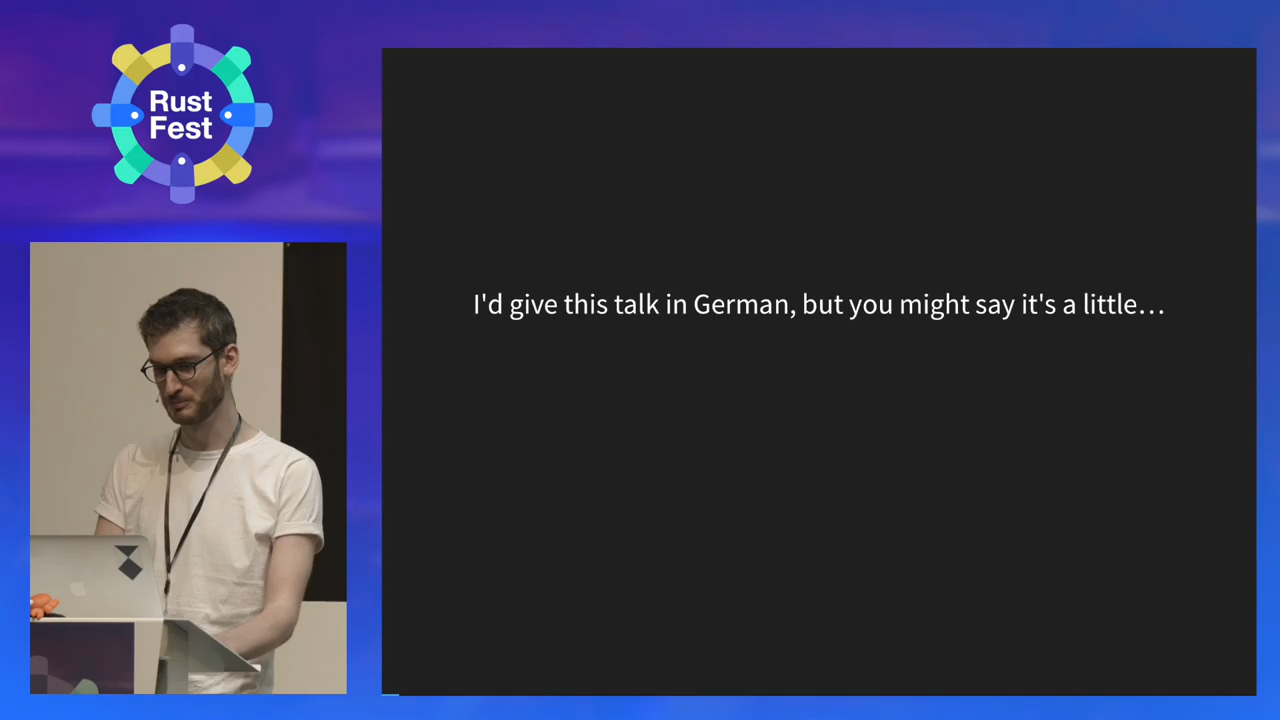 Rust
Fest
I'd give this talk in German, but you might say it's a little…